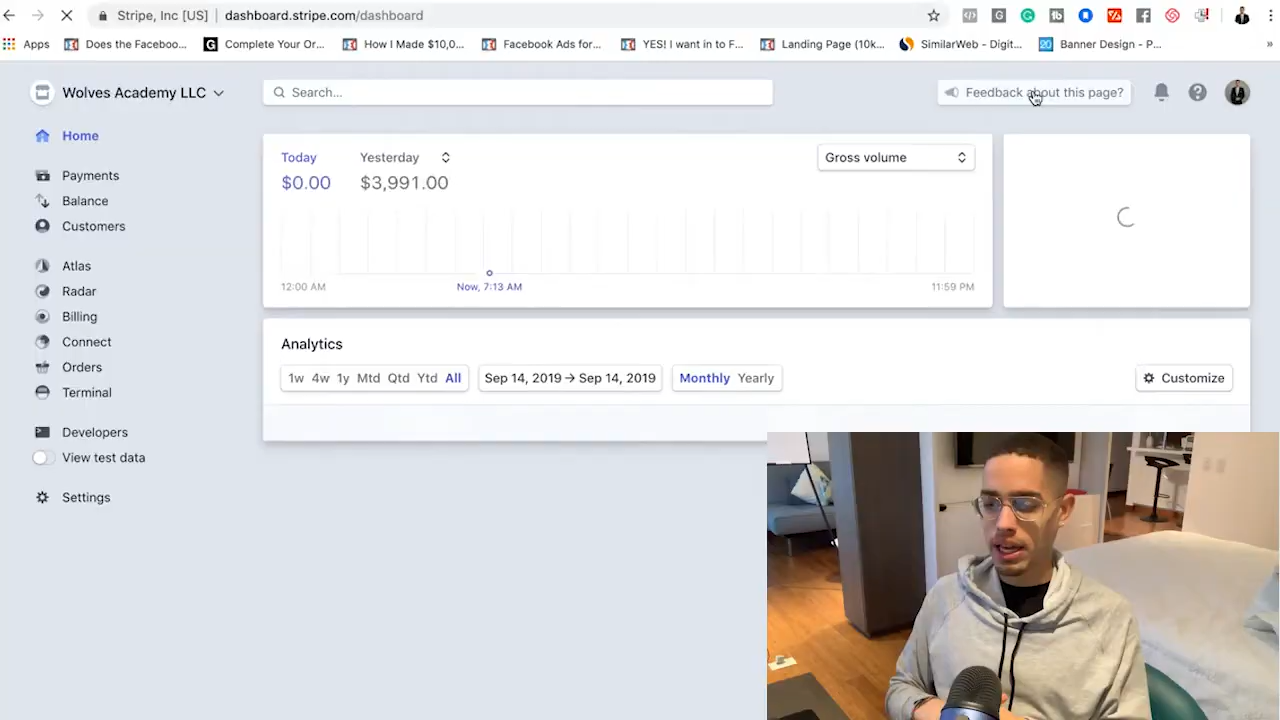 Stripe, Inc [US] dashboard.stripe.com/dashboard
Apps Does the Faceboo... Complete Your Or... How I Made $10,0... Facebook Ads for... YES! I want in to F... Landing Page (10k... SimilarWeb - Digit... Banner Design - P... »
Wolves Academy LLC Search... Feedback about this page?
Home
Payments
Balance
Customers
Atlas
Radar
Billing
Connect
Orders
Terminal
Developers
View test data
Settings
Today Yesterday Gross volume
$0.00 $3,991.00
12:00 AM Now, 7:13 AM 11:59 PM
Analytics
1w 4w 1y Mtd Qtd Ytd All Sep 14, 2019 → Sep 14, 2019 Monthly Yearly Customize